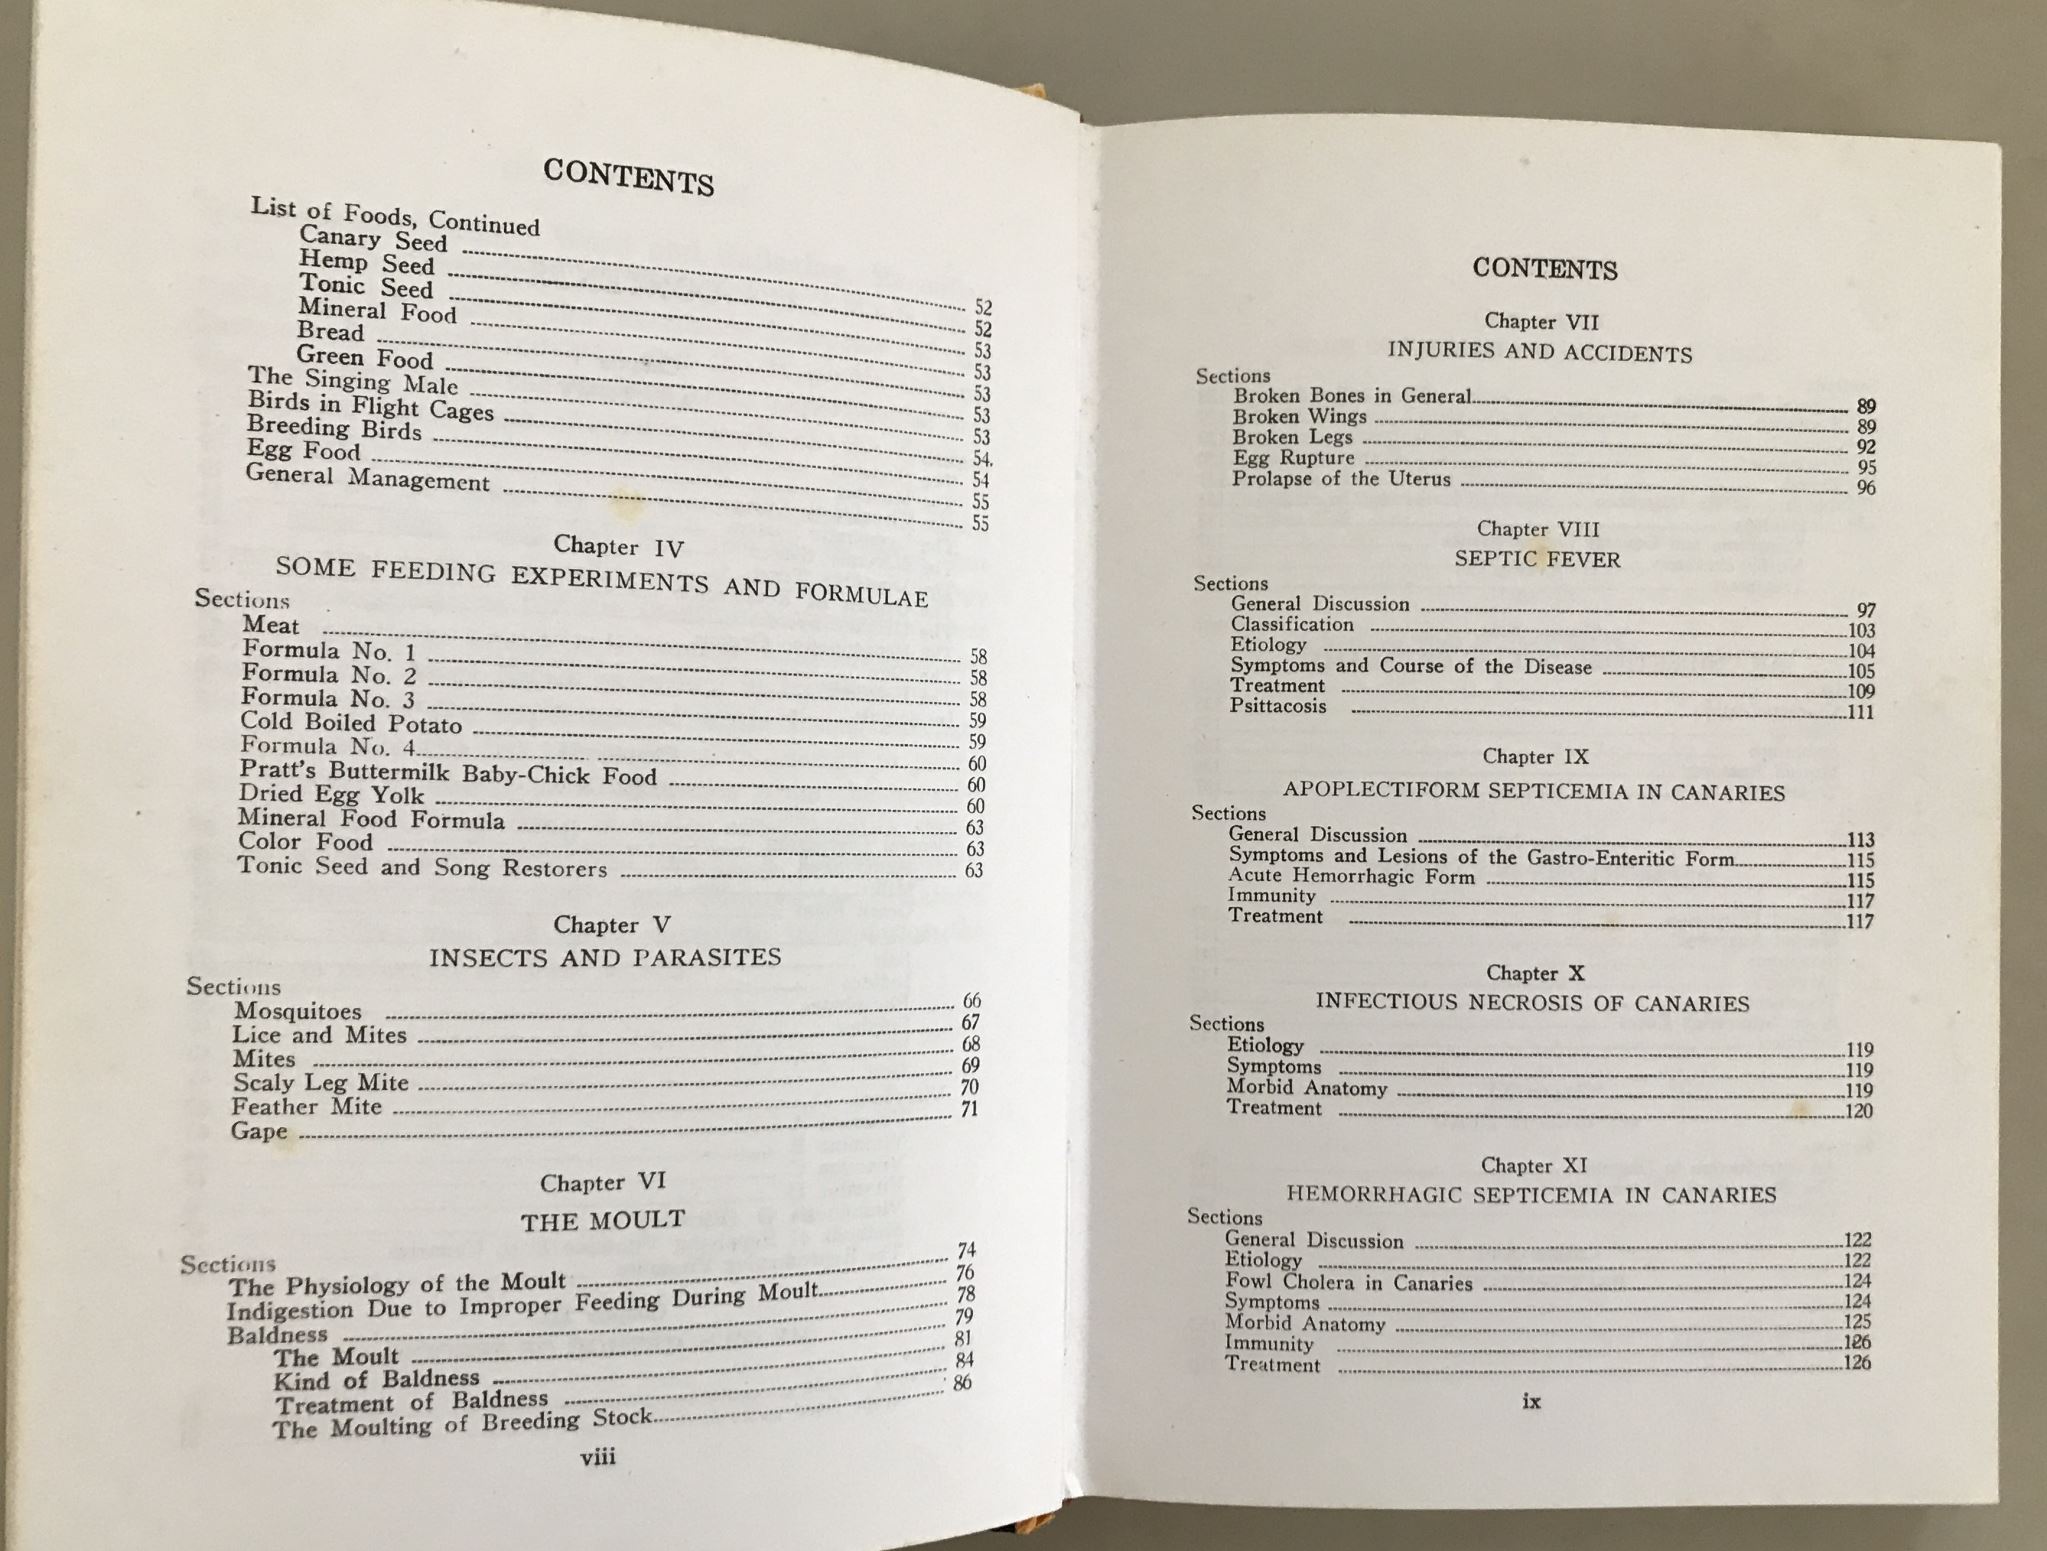 CONTENTS
List of Foods, Continued
Canary Seed 52
Hemp Seed 52
Tonic Seed 53
Mineral Food 53
Bread 53
Green Food 53
The Singing Male 53
Birds in Flight Cages 54.
Breeding Birds 54
Egg Food 55
General Management 55
Chapter IV
SOME FEEDING EXPERIMENTS AND FORMULAE
Sections
Meat 58
Formula No. 1 58
Formula No. 2 58
Formula No. 3 59
Cold Boiled Potato 59
Formula No. 4 60
Pratt's Buttermilk Baby-Chick Food 60
Dried Egg Yolk 60
Mineral Food Formula 63
Color Food 63
Tonic Seed and Song Restorers 63
Chapter V
INSECTS AND PARASITES
Sections
Mosquitoes 66
Lice and Mites 67
Mites 68
Scaly Leg Mite 69
Feather Mite 70
Gape 71
Chapter VI
THE MOULT
Sections
The Physiology of the Moult 74
Indigestion Due to Improper Feeding During Moult 76
Baldness 78
The Moult 79
Kind of Baldness 81
Treatment of Baldness 84
The Moulting of Breeding Stock 86
viii
CONTENTS
Chapter VII
INJURIES AND ACCIDENTS
Sections
Broken Bones in General 89
Broken Wings 89
Broken Legs 92
Egg Rupture 95
Prolapse of the Uterus 96
Chapter VIII
SEPTIC FEVER
Sections
General Discussion 97
Classification 103
Etiology 104
Symptoms and Course of the Disease 105
Treatment 109
Psittacosis 111
Chapter IX
APOPLECTIFORM SEPTICEMIA IN CANARIES
Sections
General Discussion 113
Symptoms and Lesions of the Gastro-Enteritic Form 115
Acute Hemorrhagic Form 115
Immunity 117
Treatment 117
Chapter X
INFECTIOUS NECROSIS OF CANARIES
Sections
Etiology 119
Symptoms 119
Morbid Anatomy 119
Treatment 120
Chapter XI
HEMORRHAGIC SEPTICEMIA IN CANARIES
Sections
General Discussion 122
Etiology 122
Fowl Cholera in Canaries 124
Symptoms 124
Morbid Anatomy 125
Immunity 126
Treatment 126
ix